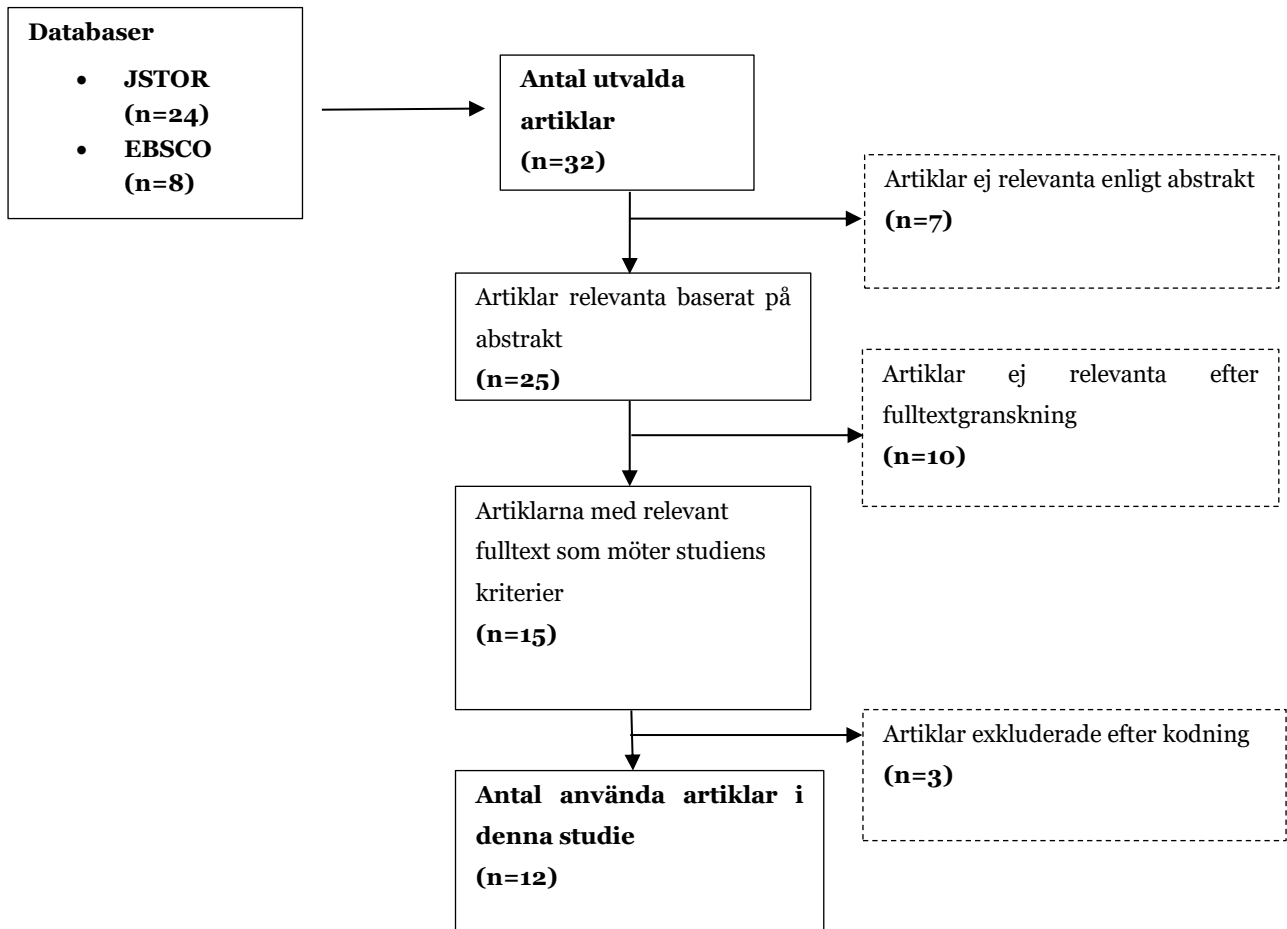 Databaser
• JSTOR
(n=24)
• EBSCO
(n=8)
Antal utvalda
artiklar
(n=32)
Artiklar ej relevanta enligt abstrakt
(n=7)
Artiklar relevanta baserat på
abstrakt
(n=25)
Artiklar ej relevanta efter
fulltextgranskning
(n=10)
Artiklarna med relevant
fulltext som möter studiens
kriterier
(n=15)
Artiklar exkluderade efter kodning
(n=3)
Antal använda artiklar i
denna studie
(n=12)